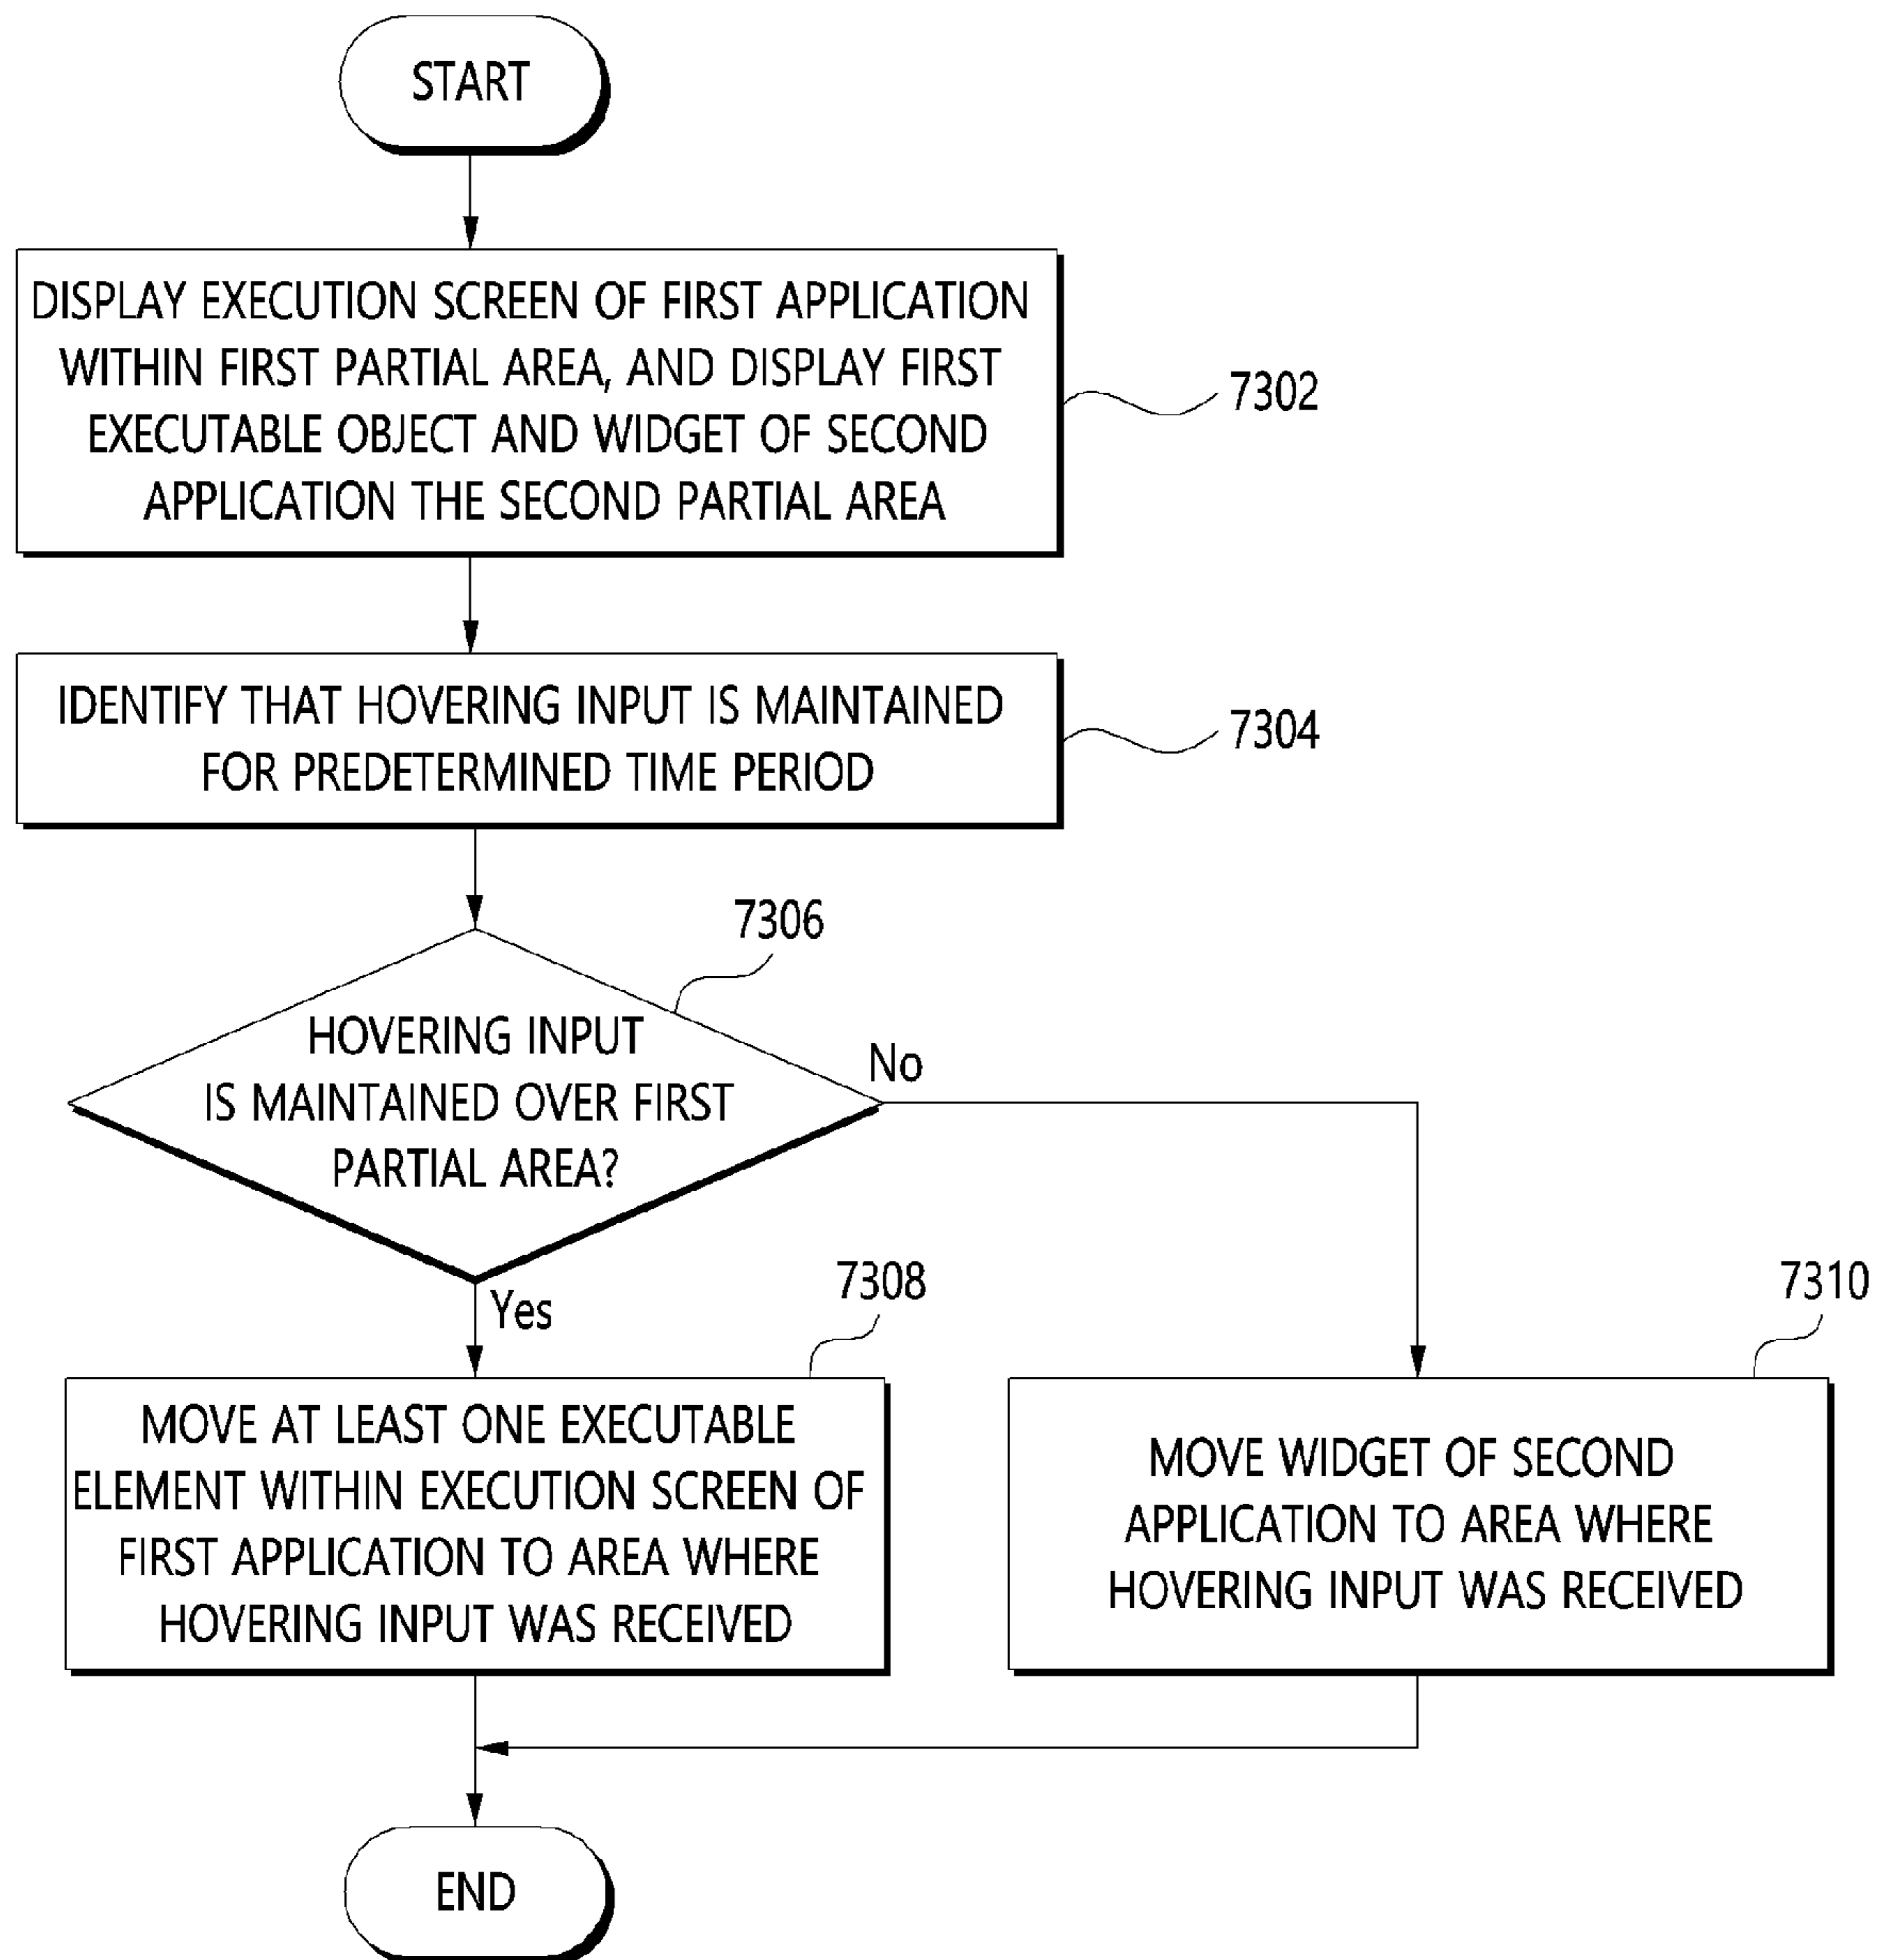 START
DISPLAY EXECUTION SCREEN OF FIRST APPLICATION
WITHIN FIRST PARTIAL AREA, AND DISPLAY FIRST
EXECUTABLE OBJECT AND WIDGET OF SECOND
APPLICATION THE SECOND PARTIAL AREA
7302
IDENTIFY THAT HOVERING INPUT IS MAINTAINED
FOR PREDETERMINED TIME PERIOD
7304
7306
HOVERING INPUT
IS MAINTAINED OVER FIRST
PARTIAL AREA?
No
Yes
7308
MOVE AT LEAST ONE EXECUTABLE
ELEMENT WITHIN EXECUTION SCREEN OF
FIRST APPLICATION TO AREA WHERE
HOVERING INPUT WAS RECEIVED
7310
MOVE WIDGET OF SECOND
APPLICATION TO AREA WHERE
HOVERING INPUT WAS RECEIVED
END